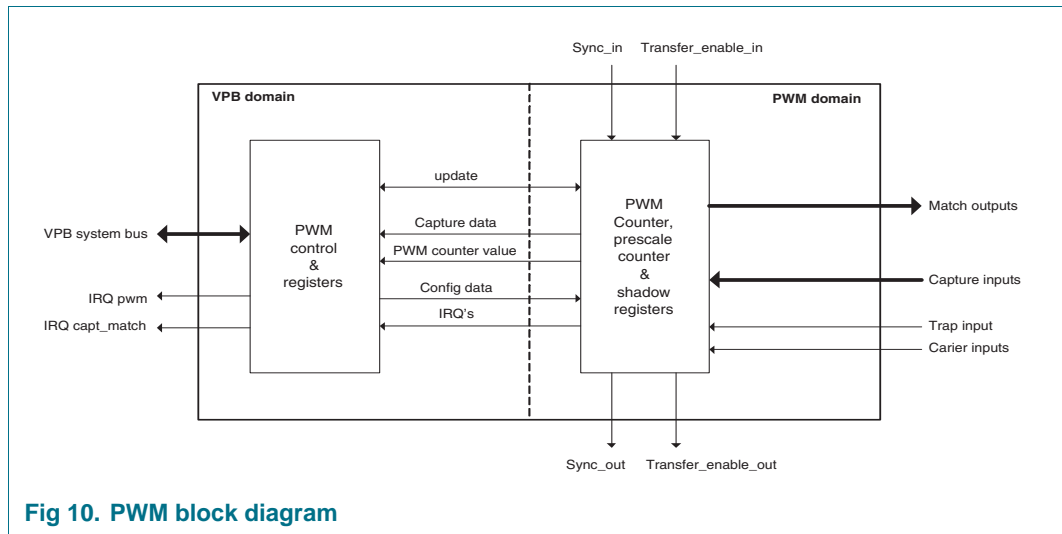 Sync_in
Transfer_enable_in
VPB domain
PWM domain
update
Capture data
PWM counter value
Config data
IRQ's
PWM
control
&
registers
PWM
Counter,
prescale
counter
&
shadow
registers
VPB system bus
IRQ pwm
IRQ capt_match
Match outputs
Capture inputs
Trap input
Carier inputs
Sync_out
Transfer_enable_out
Fig 10. PWM block diagram